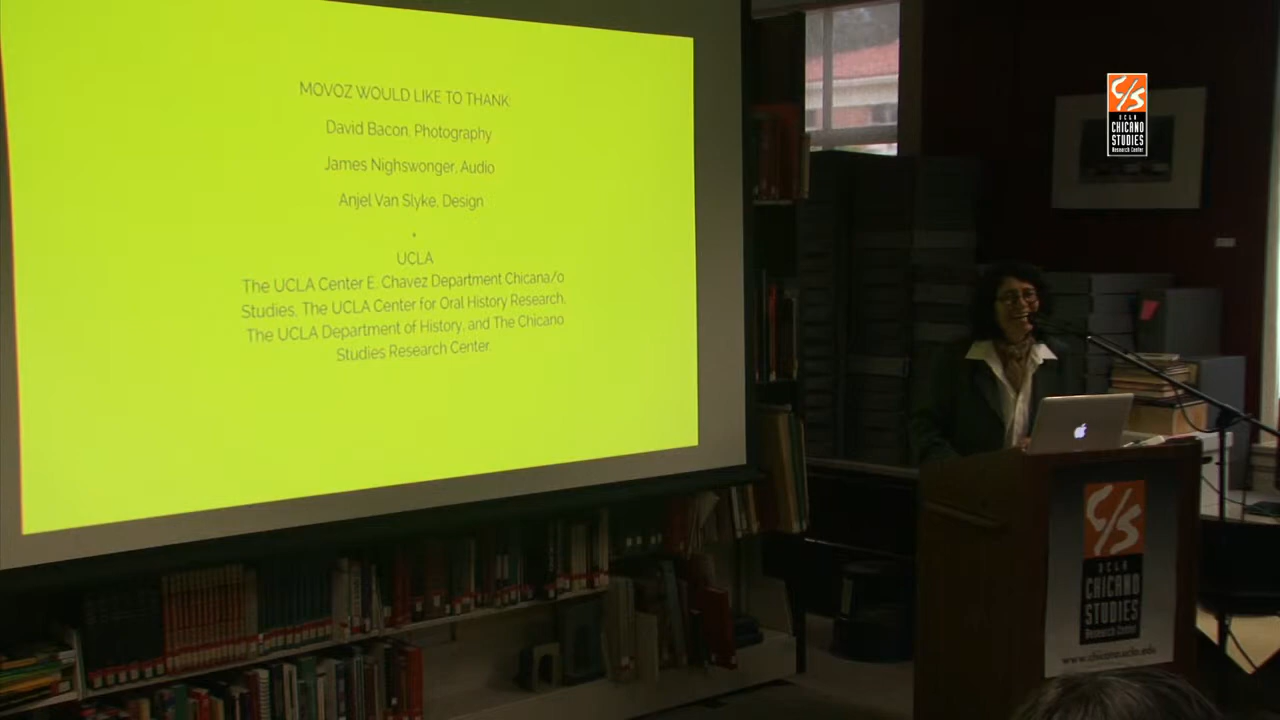 MOVOZ WOULD LIKE TO THANK:
David Bacon, Photography
James Nighswonger, Audio
Anjel Van Slyke, Design
UCLA
The UCLA Center E. Chavez Department Chicana/o
Studies, The UCLA Center for Oral History Research,
The UCLA Department of History, and The Chicano
Studies Research Center.
C/S
UCLA
CHICANO
STUDIES
Research Center
C/S
UCLA
CHICANO
STUDIES
Research Center